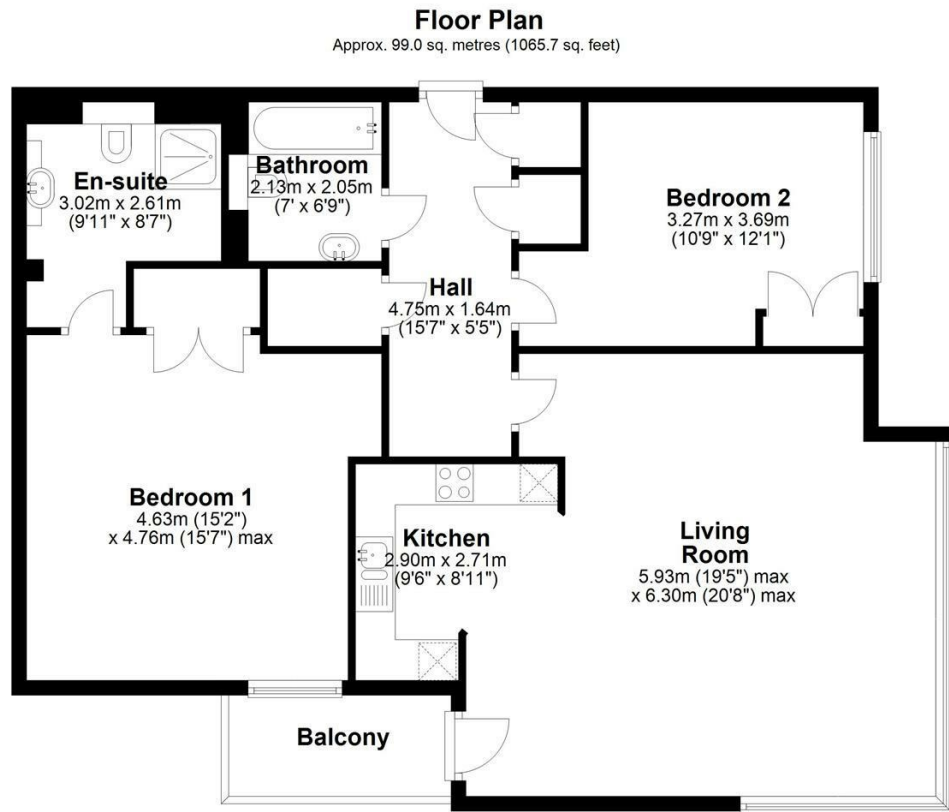 Floor Plan
Approx. 99.0 sq. metres (1065.7 sq. feet)
En-suite
3.02m x 2.61m
(9'11" x 8'7")
Bathroom
2.13m x 2.05m
(7' x 6'9")
Bedroom 2
3.27m x 3.69m
(10'9" x 12'1")
Hall
4.75m x 1.64m
(15'7" x 5'5")
Bedroom 1
4.63m (15'2")
x 4.76m (15'7") max
Kitchen
2.90m x 2.71m
(9'6" x 8'11")
Living
Room
5.93m (19'5") max
x 6.30m (20'8") max
Balcony